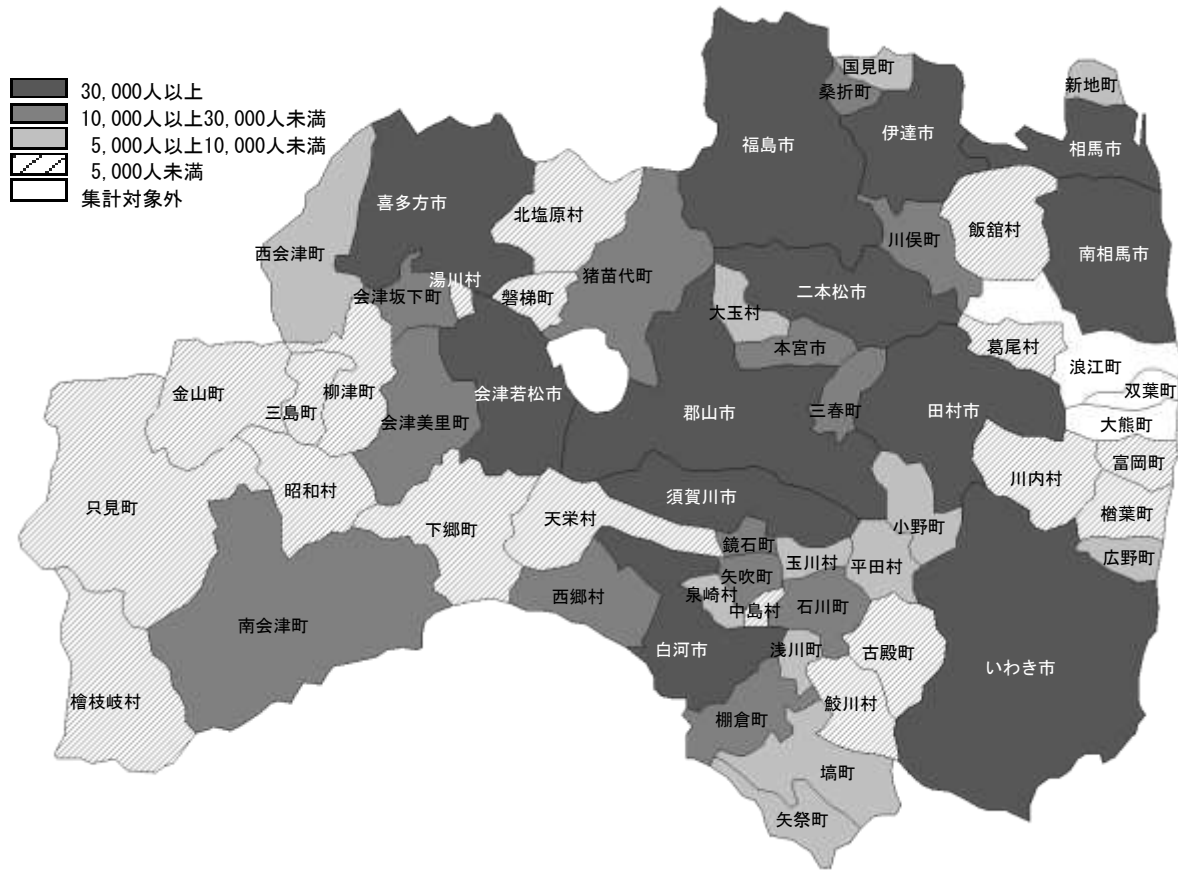 30,000人以上
10,000人以上30,000人未満
5,000人以上10,000人未満
5,000人未満
集計対象外
国見町
桑折町
新地町
福島市
伊達市
相馬市
喜多方市
北塩原村
川俣町
飯舘村
南相馬市
西会津町
湯川村
猪苗代町
会津坂下町
磐梯町
二本松市
大玉村
本宮市
葛尾村
浪江町
双葉町
金山町
三島町
柳津町
会津若松市
会津美里町
郡山市
三春町
田村市
大熊町
富岡町
川内村
只見町
昭和村
須賀川市
小野町
楢葉町
下郷町
天栄村
鏡石町
玉川村
平田村
広野町
矢吹町
泉崎村
西郷村
中島村
石川町
南会津町
白河市
浅川町
古殿町
いわき市
檜枝岐村
鮫川村
棚倉町
塙町
矢祭町